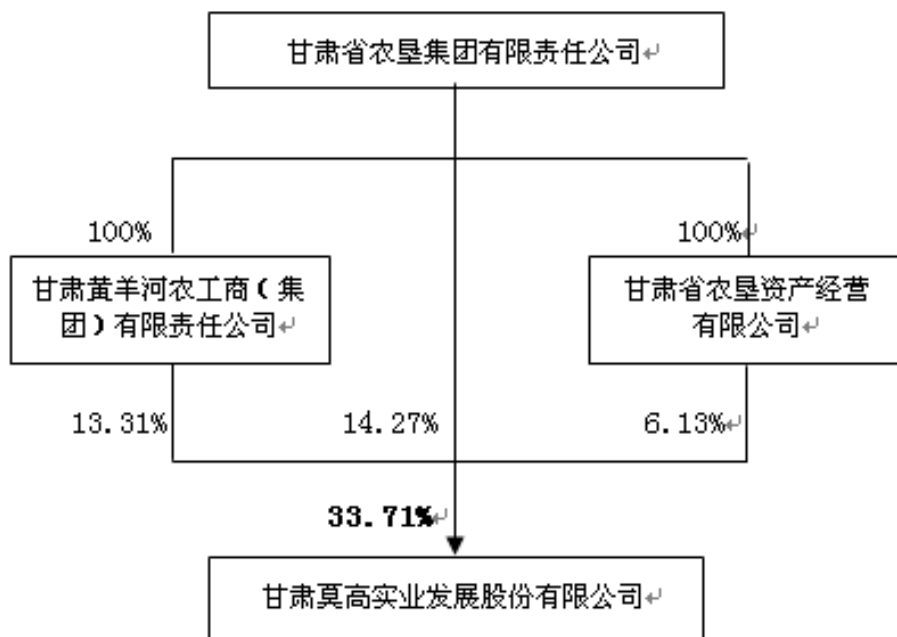 甘肃省农垦集团有限责任公司
100%
100%
甘肃黄羊河农工商（集
团）有限责任公司
甘肃省农垦资产经营
有限公司
13.31%
14.27%
6.13%
33.71%
甘肃莫高实业发展股份有限公司